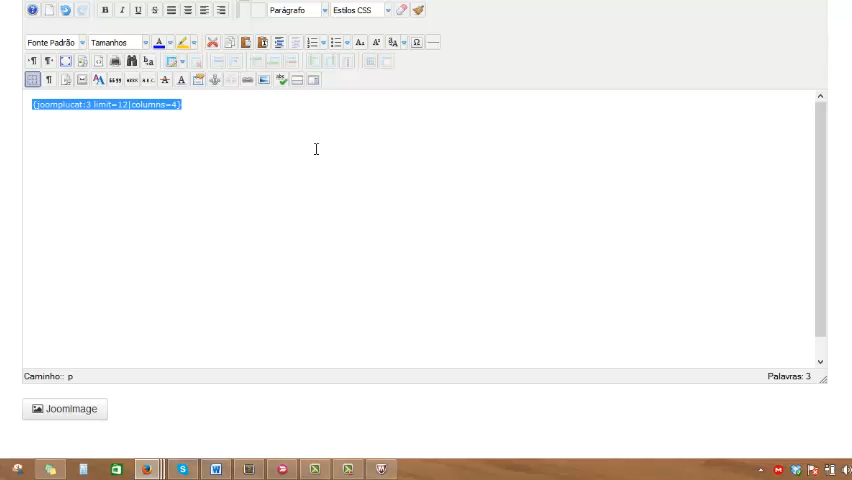 Parágrafo
Estilos CSS
Fonte Padrão
Tamanhos
{joomplucat:3 limit=12|columns=4}
Caminho:: p
Palavras: 3
JoomImage